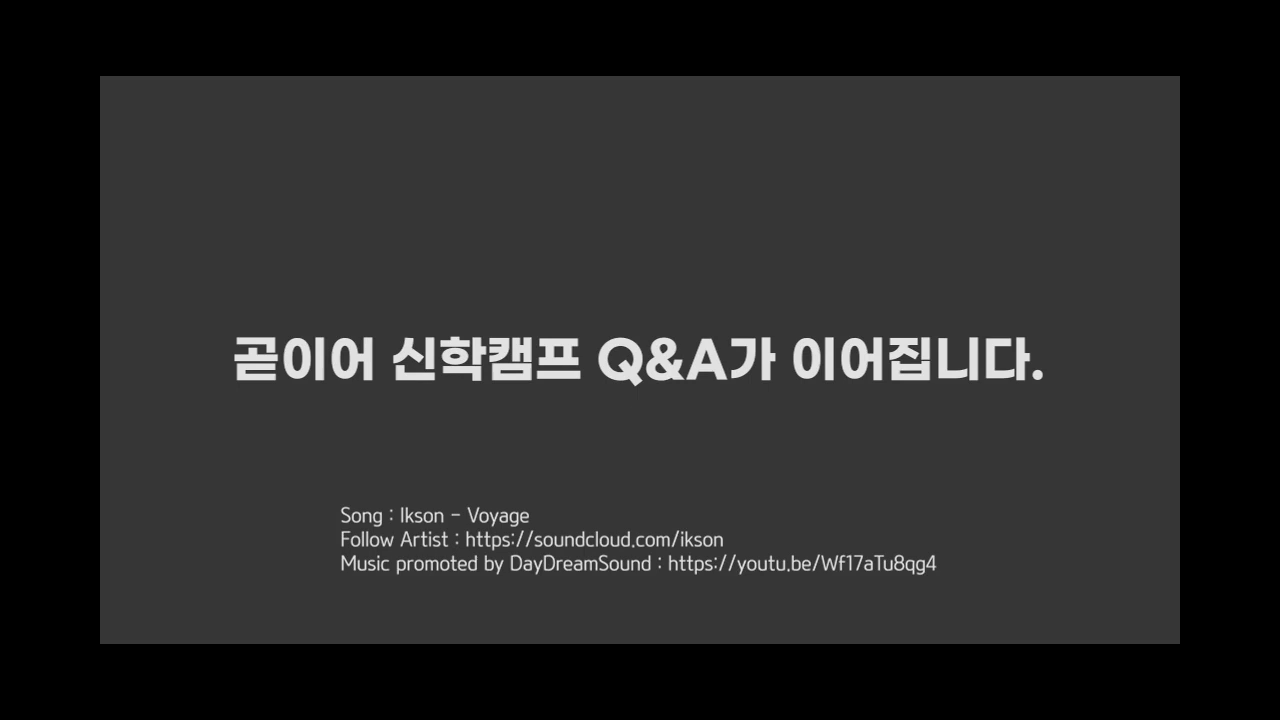 곧이어 신학캠프 Q&A가 이어집니다.
Song : Ikson - Voyage
Follow Artist : https://soundcloud.com/ikson
Music promoted by DayDreamSound : https://youtu.be/Wf17aTu8qg4